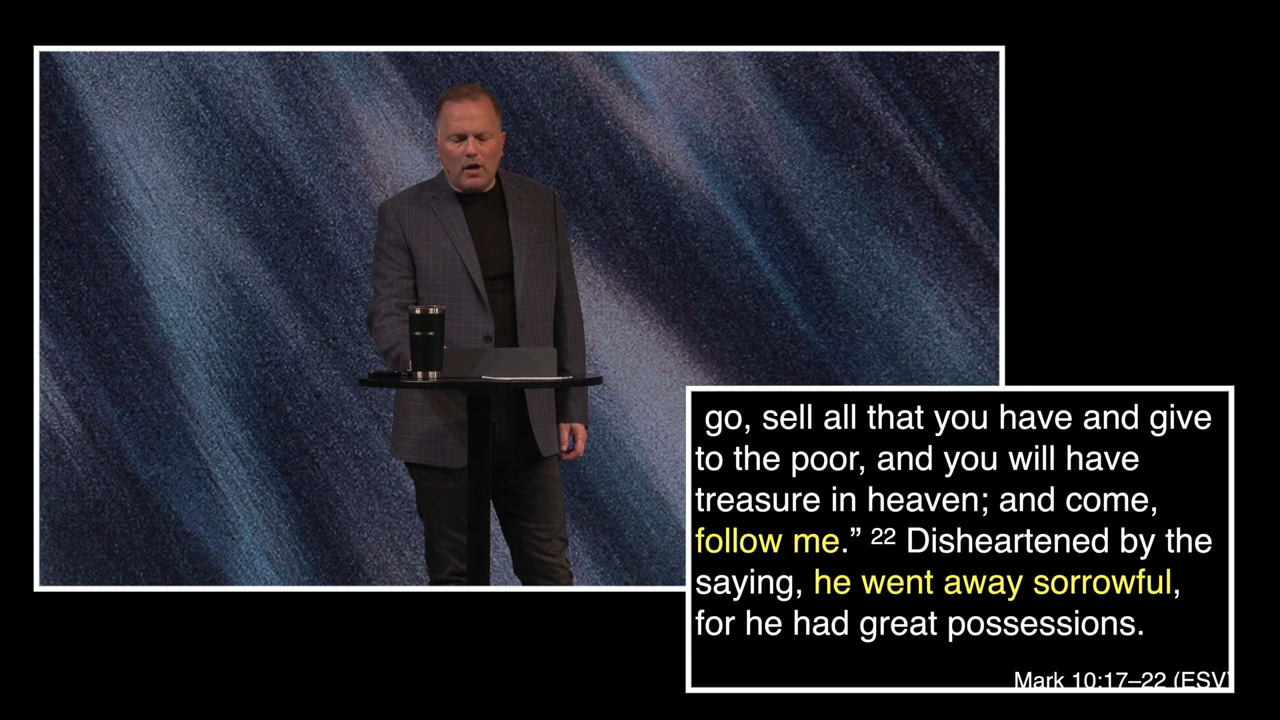 go, sell all that you have and give
to the poor, and you will have
treasure in heaven; and come,
follow me.” 22 Disheartened by the
saying, he went away sorrowful,
for he had great possessions.
Mark 10:17–22 (ESV)